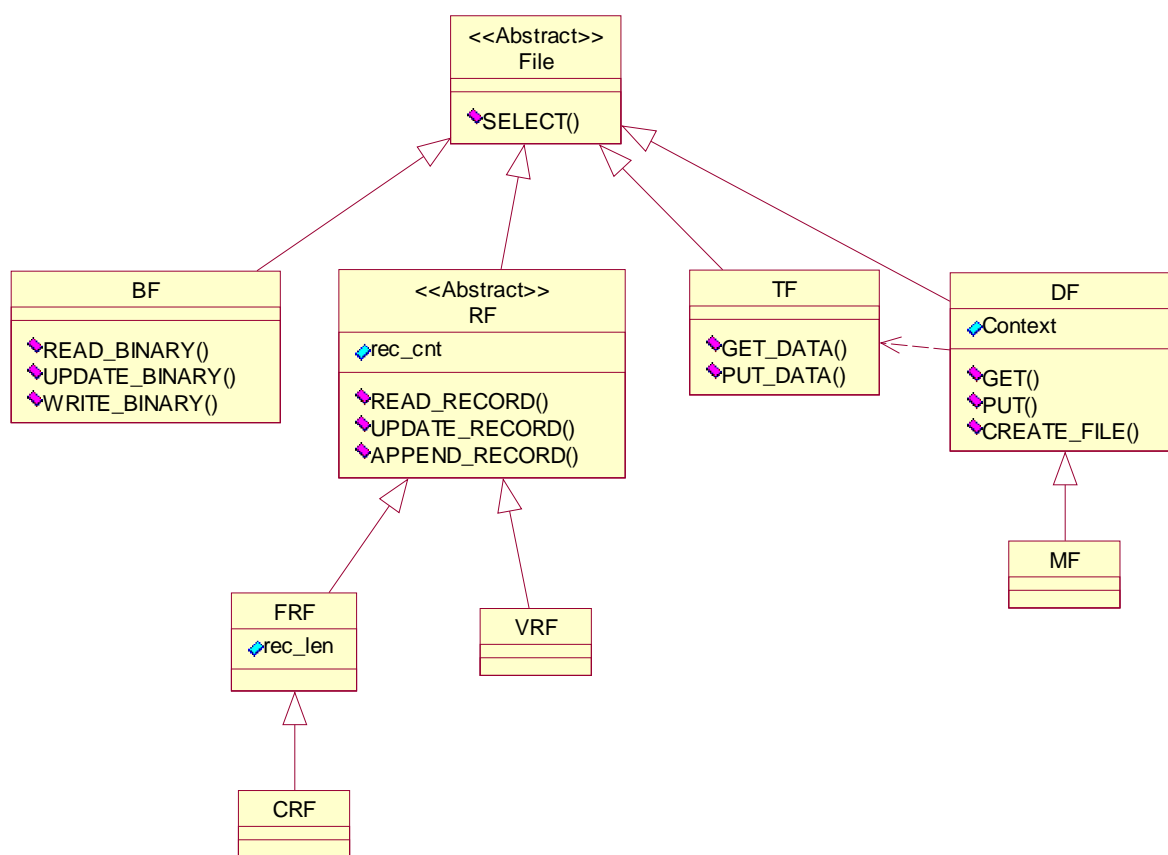 <<Abstract>>
File
SELECT()
BF
READ_BINARY()
UPDATE_BINARY()
WRITE_BINARY()
<<Abstract>>
RF
rec_cnt
READ_RECORD()
UPDATE_RECORD()
APPEND_RECORD()
TF
GET_DATA()
PUT_DATA()
DF
Context
GET()
PUT()
CREATE_FILE()
MF
FRF
rec_len
VRF
CRF